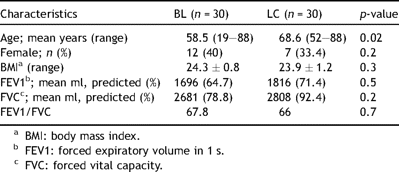 Characteristics BL (n = 30) LC (n = 30) p-value
Age; mean years (range) 58.5 (19–88) 68.6 (52–88) 0.02
Female; n (%) 12 (40) 7 (33.4) 0.2
BMIa (range) 24.3 ± 0.8 23.9 ± 1.2 0.3
FEV1b; mean ml, predicted (%) 1696 (64.7) 1816 (71.4) 0.5
FVCc; mean ml, predicted (%) 2681 (78.8) 2808 (92.4) 0.2
FEV1/FVC 67.8 66 0.7
a BMI: body mass index.
b FEV1: forced expiratory volume in 1 s.
c FVC: forced vital capacity.